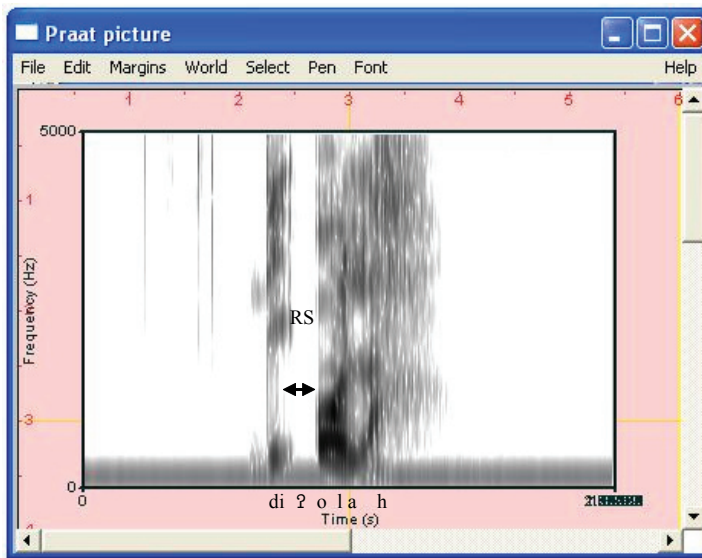 Praat picture
File Edit Margins World Select Pen Font Help
1 2 3 4 5 6
5000
1
Frequency (Hz)
RS
3
0
0
di ʔ o l a h
Time (s)
4